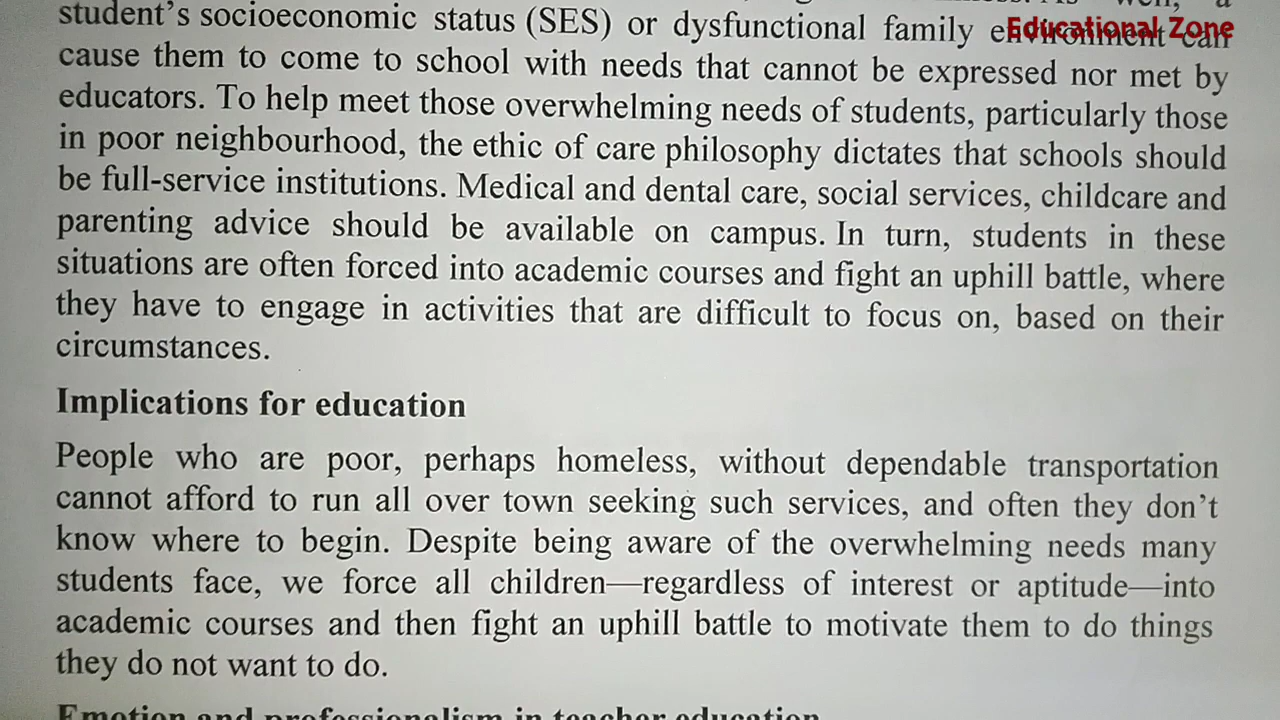 student's socioeconomic status (SES) or dysfunctional family environment can
Educational Zone
cause them to come to school with needs that cannot be expressed nor met by
educators. To help meet those overwhelming needs of students, particularly those
in poor neighbourhood, the ethic of care philosophy dictates that schools should
be full-service institutions. Medical and dental care, social services, childcare and
parenting advice should be available on campus. In turn, students in these
situations are often forced into academic courses and fight an uphill battle, where
they have to engage in activities that are difficult to focus on, based on their
circumstances.
Implications for education
People who are poor, perhaps homeless, without dependable transportation
cannot afford to run all over town seeking such services, and often they don't
know where to begin. Despite being aware of the overwhelming needs many
students face, we force all children—regardless of interest or aptitude—into
academic courses and then fight an uphill battle to motivate them to do things
they do not want to do.
Emotion and professionalism in teacher education